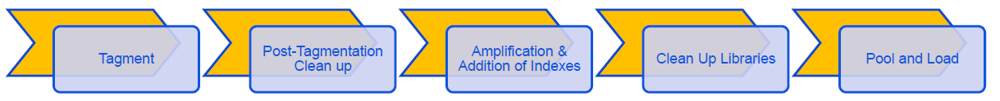 Tagment
Post-Tagmentation
Clean up
Amplification &
Addition of Indexes
Clean Up Libraries
Pool and Load